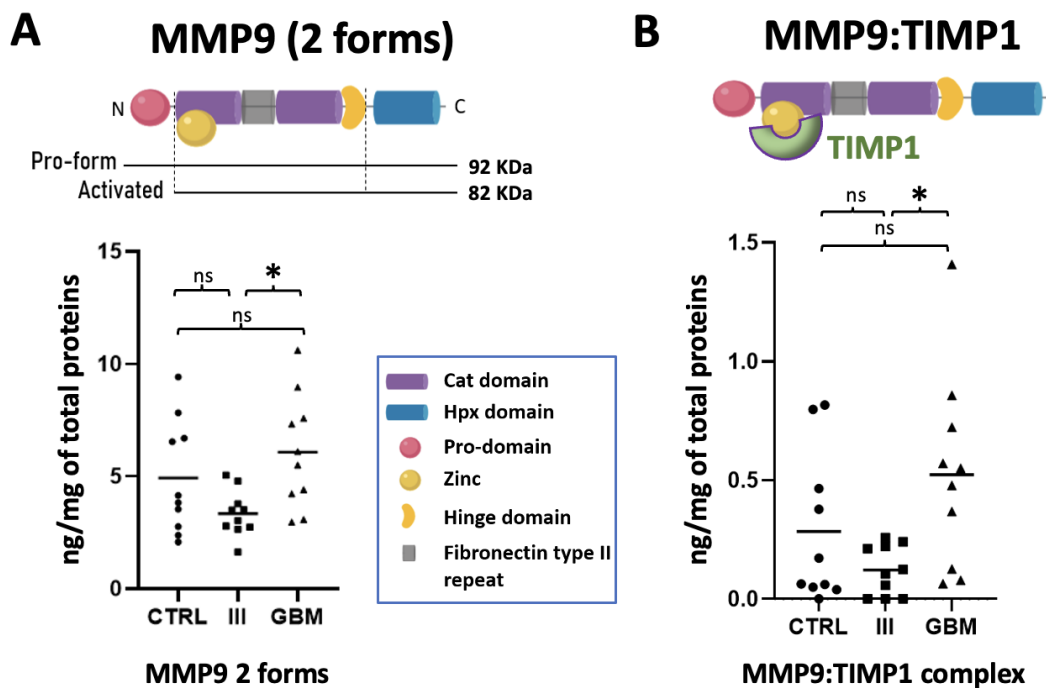 A
MMP9 (2 forms)
N
C
Pro-form
92 KDa
Activated
82 KDa
ng/mg of total proteins
15
10
5
0
ns
*
ns
CTRL
III
GBM
MMP9 2 forms
Cat domain
Hpx domain
Pro-domain
Zinc
Hinge domain
Fibronectin type II
repeat
B
MMP9:TIMP1
TIMP1
ng/mg of total proteins
1.5
1.0
0.5
0.0
ns
*
ns
CTRL
III
GBM
MMP9:TIMP1 complex